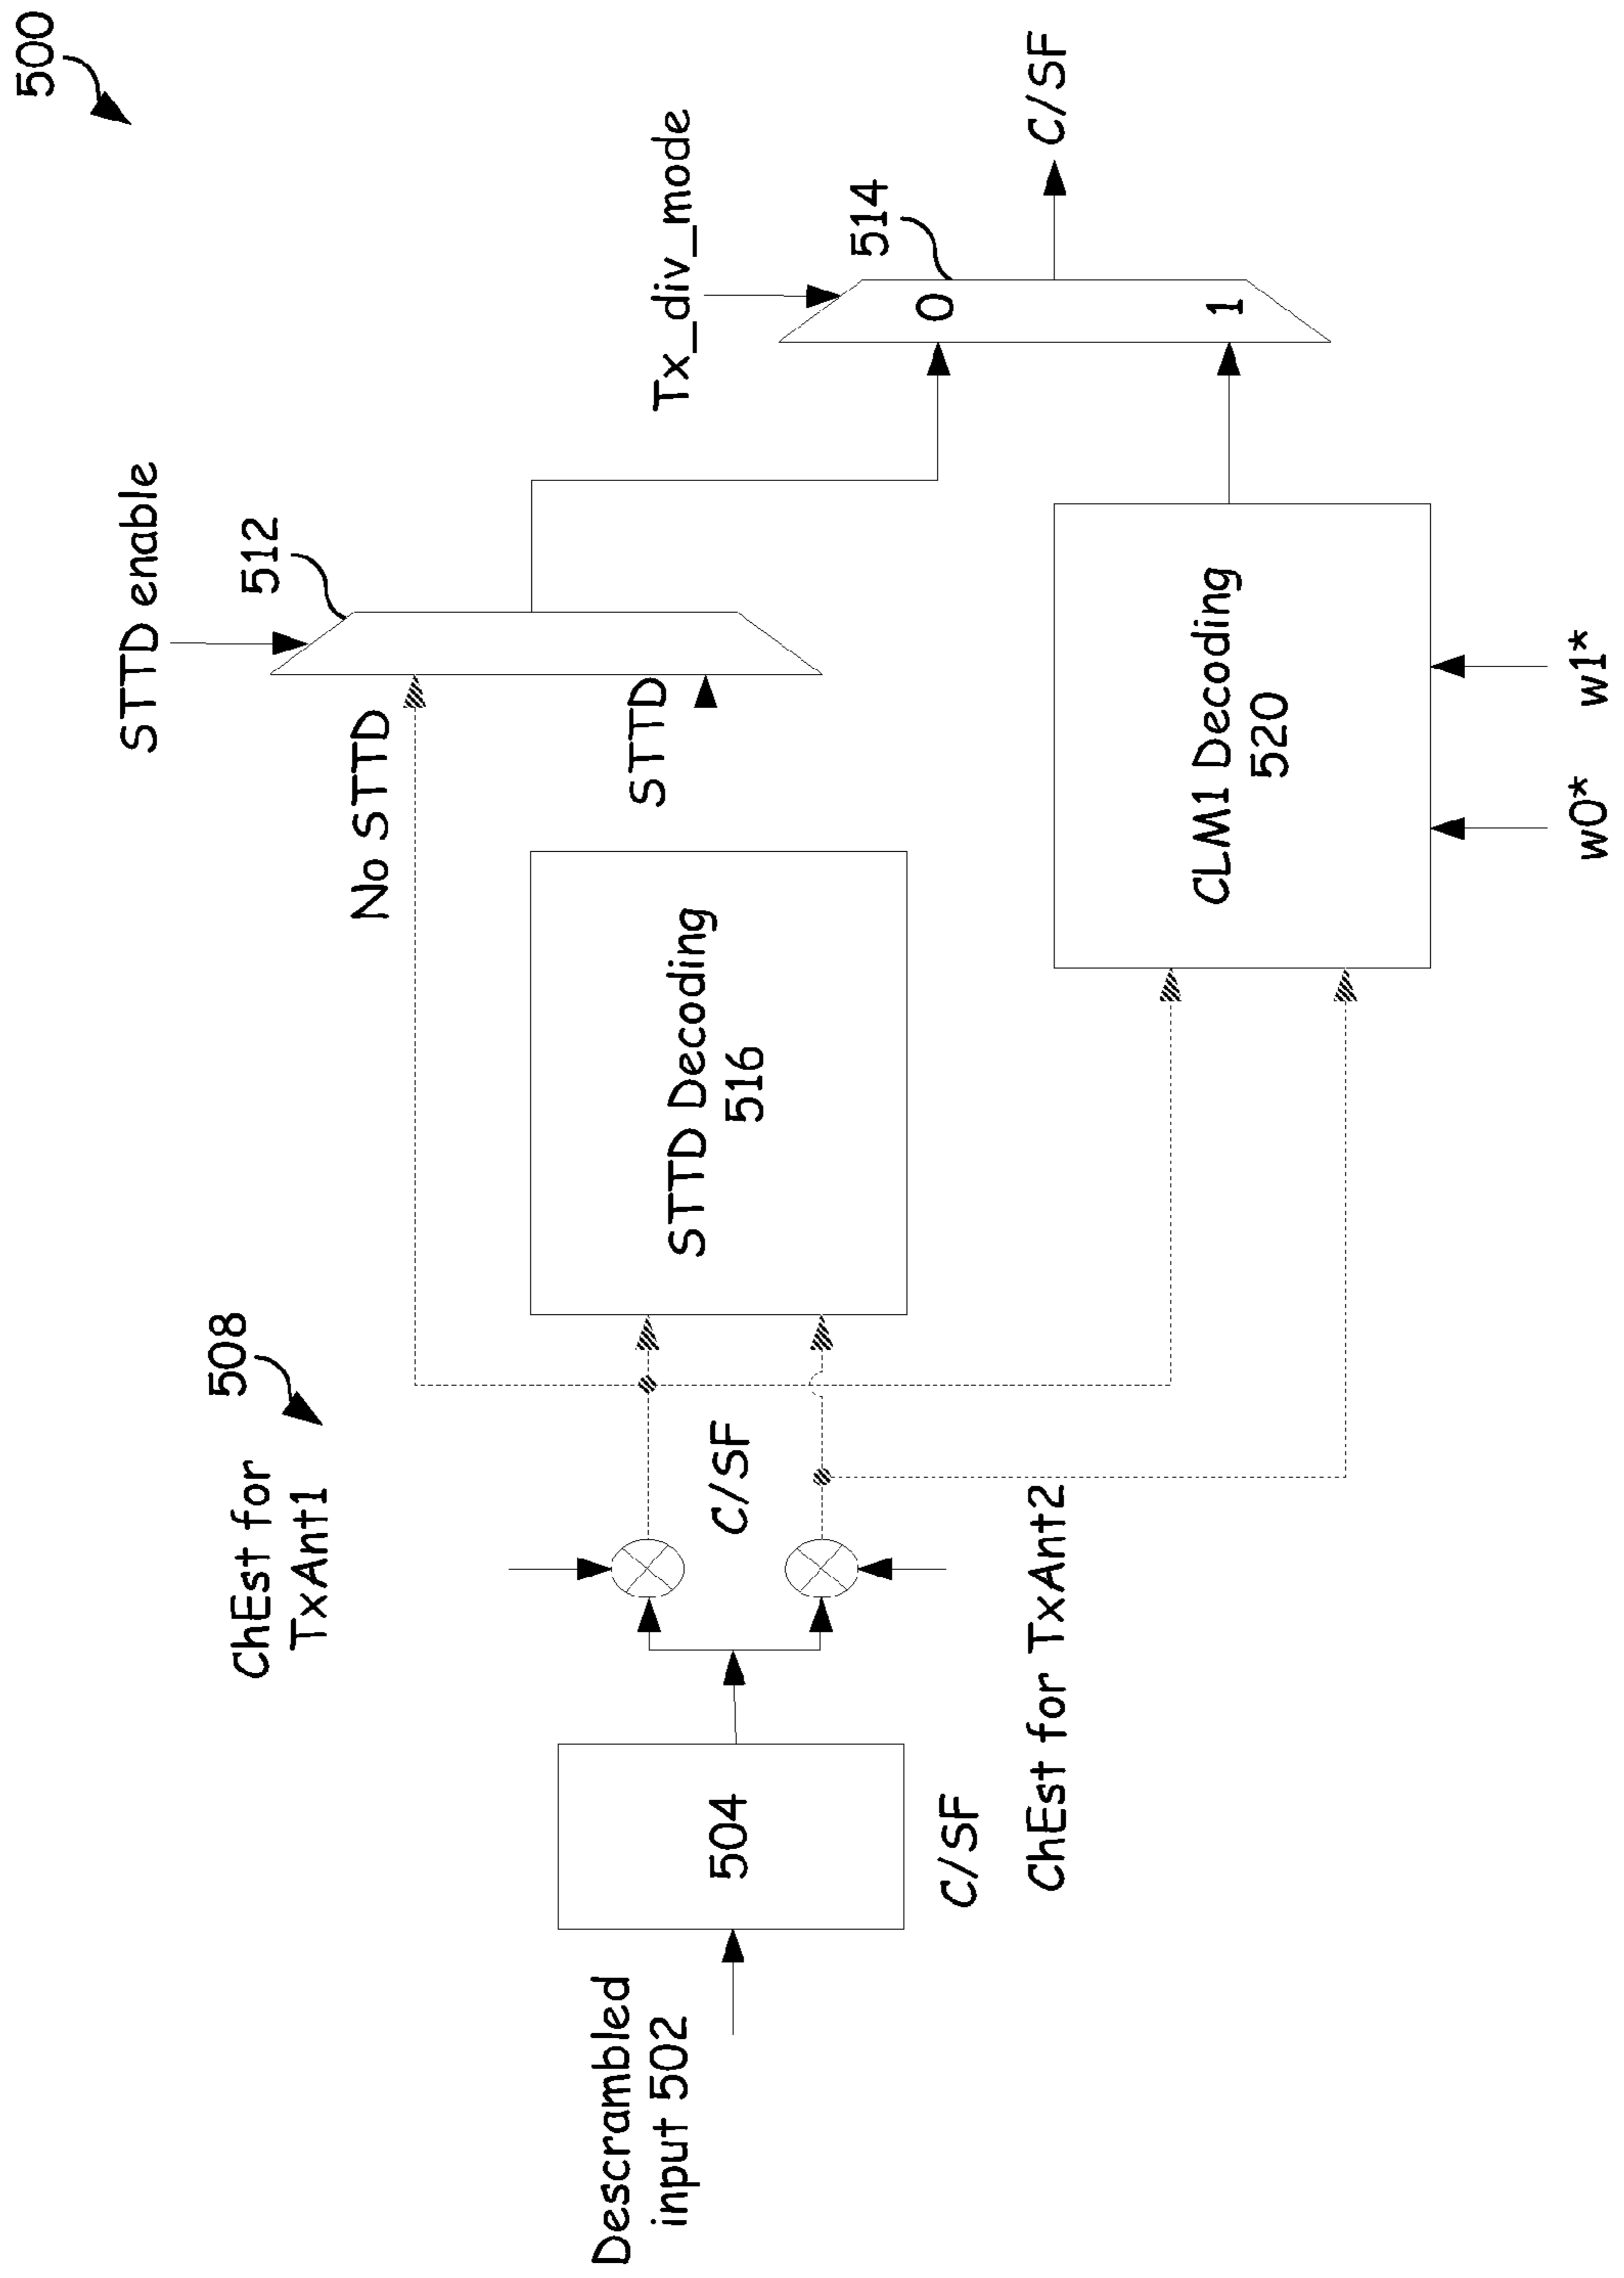 500
STTD enable
512
Tx_div_mode
514
508
ChEst for
TxAnt1
No STTD
STTD
0
1
C/SF
STTD Decoding
516
C/SF
Descrambled
input 502
504
C/SF
ChEst for TxAnt2
CLM1 Decoding
520
w0*
w1*